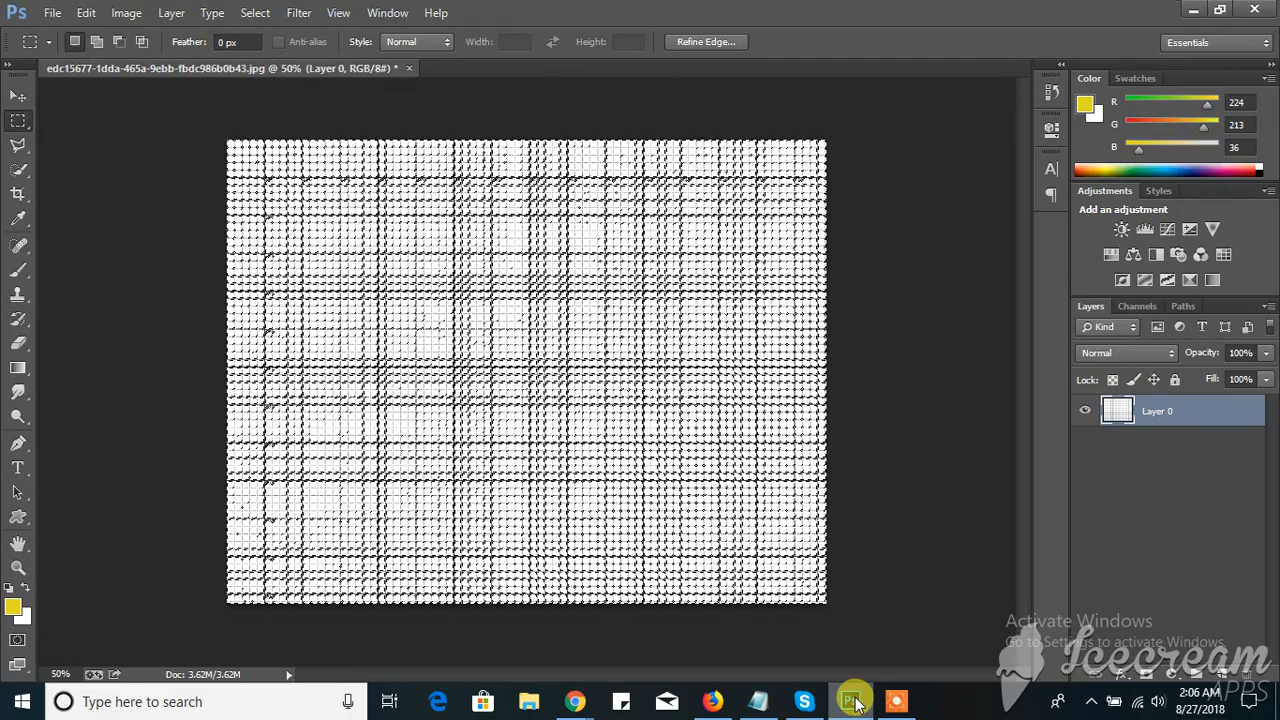 Ps File Edit Image Layer Type Select Filter View Window Help
Feather: 0 px Anti-alias Style: Normal Width: Height: Refine Edge... Essentials
edc15677-1dda-465a-9ebb-fbdc986b0b43.jpg @ 50% (Layer 0, RGB/8#) * ×
Color Swatches
R 224
G 213
B 36
Adjustments Styles
Add an adjustment
Layers Channels Paths
Kind
Normal Opacity: 100%
Lock: Fill: 100%
Layer 0
Activate Windows
Go to Settings to activate Windows.
Icecream
APPS
50% Doc: 3.62M/3.62M
Type here to search
2:06 AM
8/27/2018